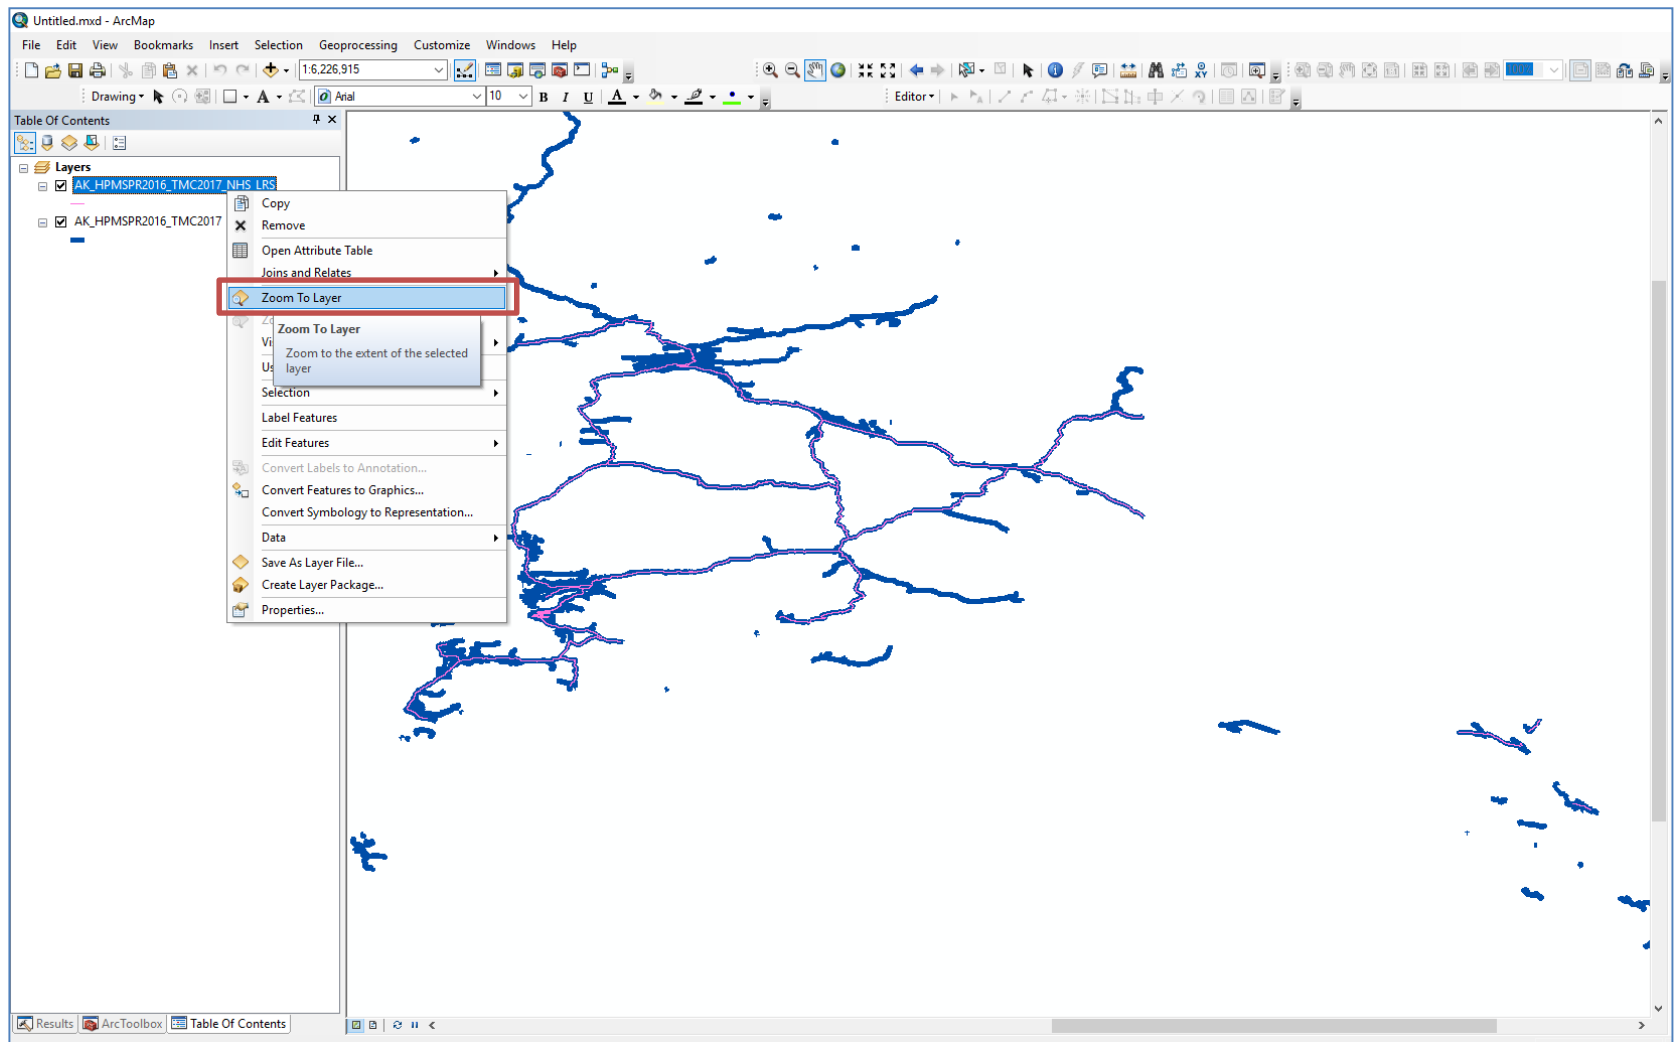 Untitled.mxd - ArcMap
File Edit View Bookmarks Insert Selection Geoprocessing Customize Windows Help
1:6,226,915
Drawing Arial 10 B I U A Editor
Table Of Contents
Layers
AK_HPMSPR2016_TMC2017_NHS_LRS
AK_HPMSPR2016_TMC2017
Copy
Remove
Open Attribute Table
Joins and Relates
Zoom To Layer
Zoom To Layer
Zoom to the extent of the selected
layer
Selection
Label Features
Edit Features
Convert Labels to Annotation...
Convert Features to Graphics...
Convert Symbology to Representation...
Data
Save As Layer File...
Create Layer Package...
Properties...
Results ArcToolbox Table Of Contents